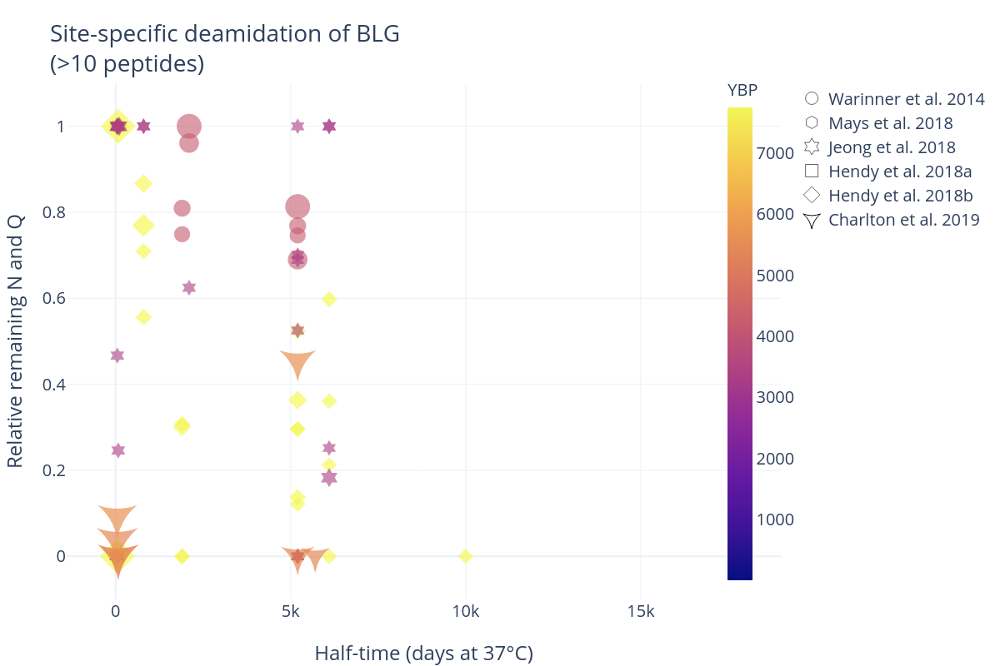 Site-specific deamidation of BLG
(>10 peptides)
YBP
Warinner et al. 2014
Mays et al. 2018
Jeong et al. 2018
Hendy et al. 2018a
Hendy et al. 2018b
Charlton et al. 2019
7000
6000
5000
4000
3000
2000
1000
Relative remaining N and Q
1
0.8
0.6
0.4
0.2
0
0
5k
10k
15k
Half-time (days at 37°C)